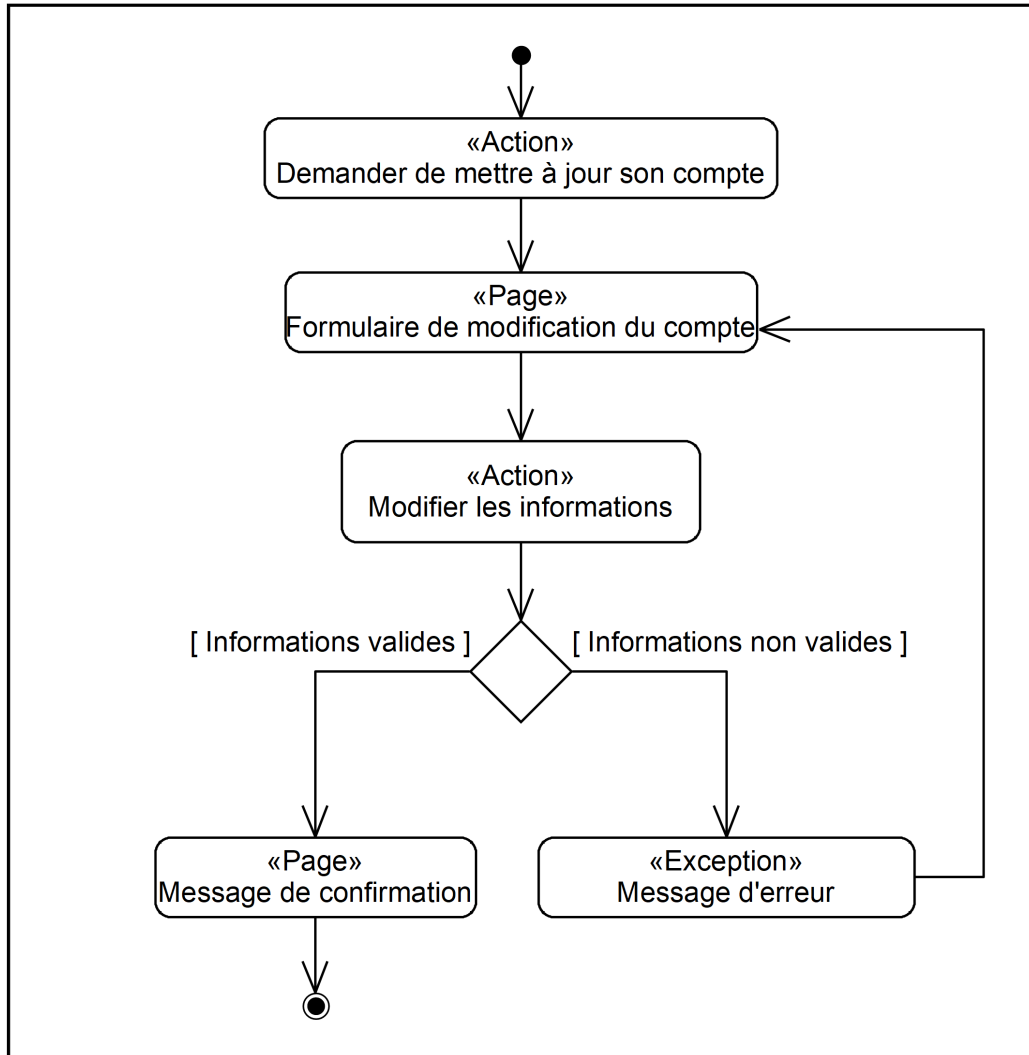 «Action»
Demander de mettre à jour son compte
«Page»
Formulaire de modification du compte
«Action»
Modifier les informations
[ Informations valides ]
[ Informations non valides ]
«Page»
Message de confirmation
«Exception»
Message d'erreur